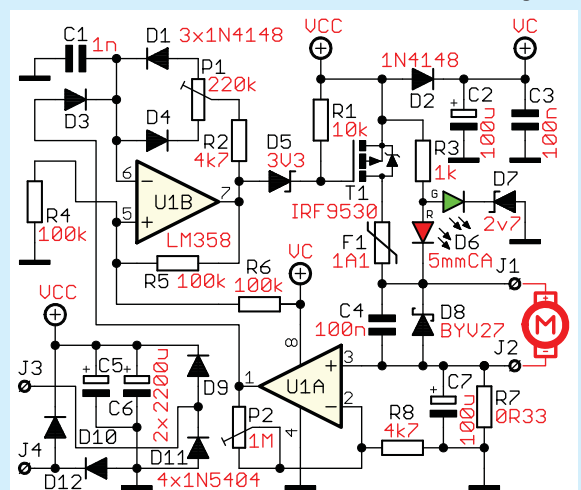 C1
1n
D1 3x1N4148
VCC
VC
P1
220k
1N4148
D2
+
C2
100u
C3
100n
D3
D4
R2
4k7
R1
10k
D5
3V3
T1
IRF9530
R3
1k
G
D7
2v7
R
D6
5mmCA
6
−
U1B
7
5
+
LM358
R4
100k
R5 100k
R6
100k
VC
F1
1A1
J1
VCC
C4
100n
D8
BYV27
+
M
-
J2
J3
+
C5
+
C6
2x 2200u
D9
8
1
U1A
+
3
−
2
4
P2
1M
R8
4k7
+
C7
100u
R7
0R33
D10
J4
D12
D11
4x1N5404